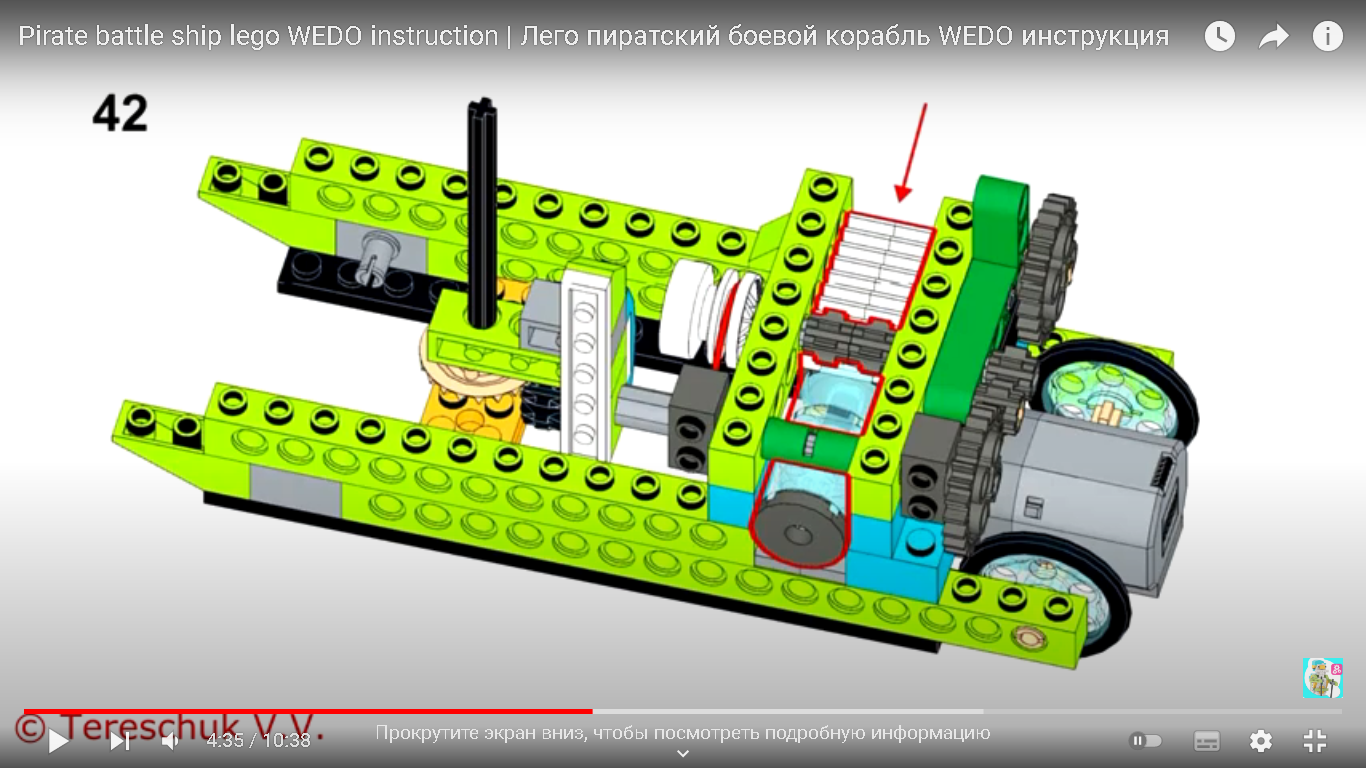 Pirate battle ship lego WEDO instruction | Лего пиратский боевой корабль WEDO инструкция
42
© Tereschuk V.V.
4:35 / 10:38
Прокрутите экран вниз, чтобы посмотреть подробную информацию